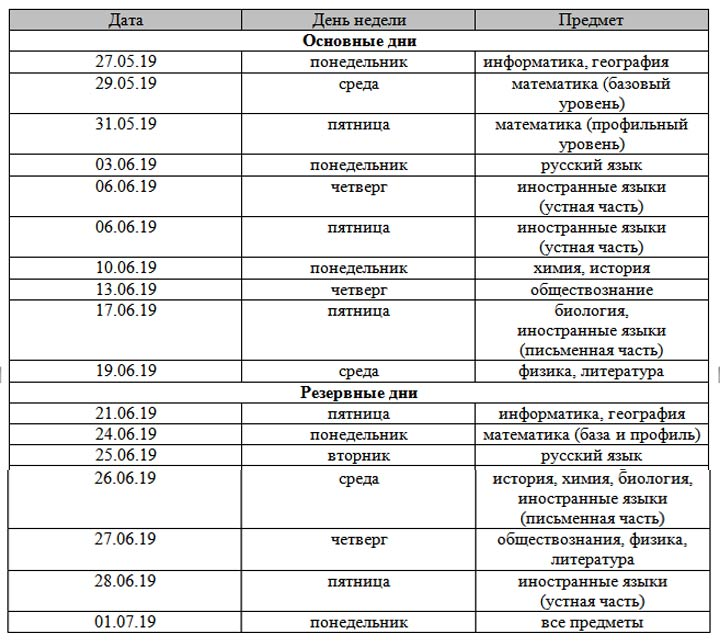 Дата День недели Предмет
Основные дни
27.05.19 понедельник информатика, география
29.05.19 среда математика (базовый
уровень)
31.05.19 пятница математика (профильный
уровень)
03.06.19 понедельник русский язык
06.06.19 четверг иностранные языки
(устная часть)
06.06.19 пятница иностранные языки
(устная часть)
10.06.19 понедельник химия, история
13.06.19 четверг обществознание
17.06.19 пятница биология,
иностранные языки
(письменная часть)
19.06.19 среда физика, литература
Резервные дни
21.06.19 пятница информатика, география
24.06.19 понедельник математика (база и профиль)
25.06.19 вторник русский язык
26.06.19 среда история, химия, биология,
иностранные языки
(письменная часть)
27.06.19 четверг обществознания, физика,
литература
28.06.19 пятница иностранные языки
(устная часть)
01.07.19 понедельник все предметы